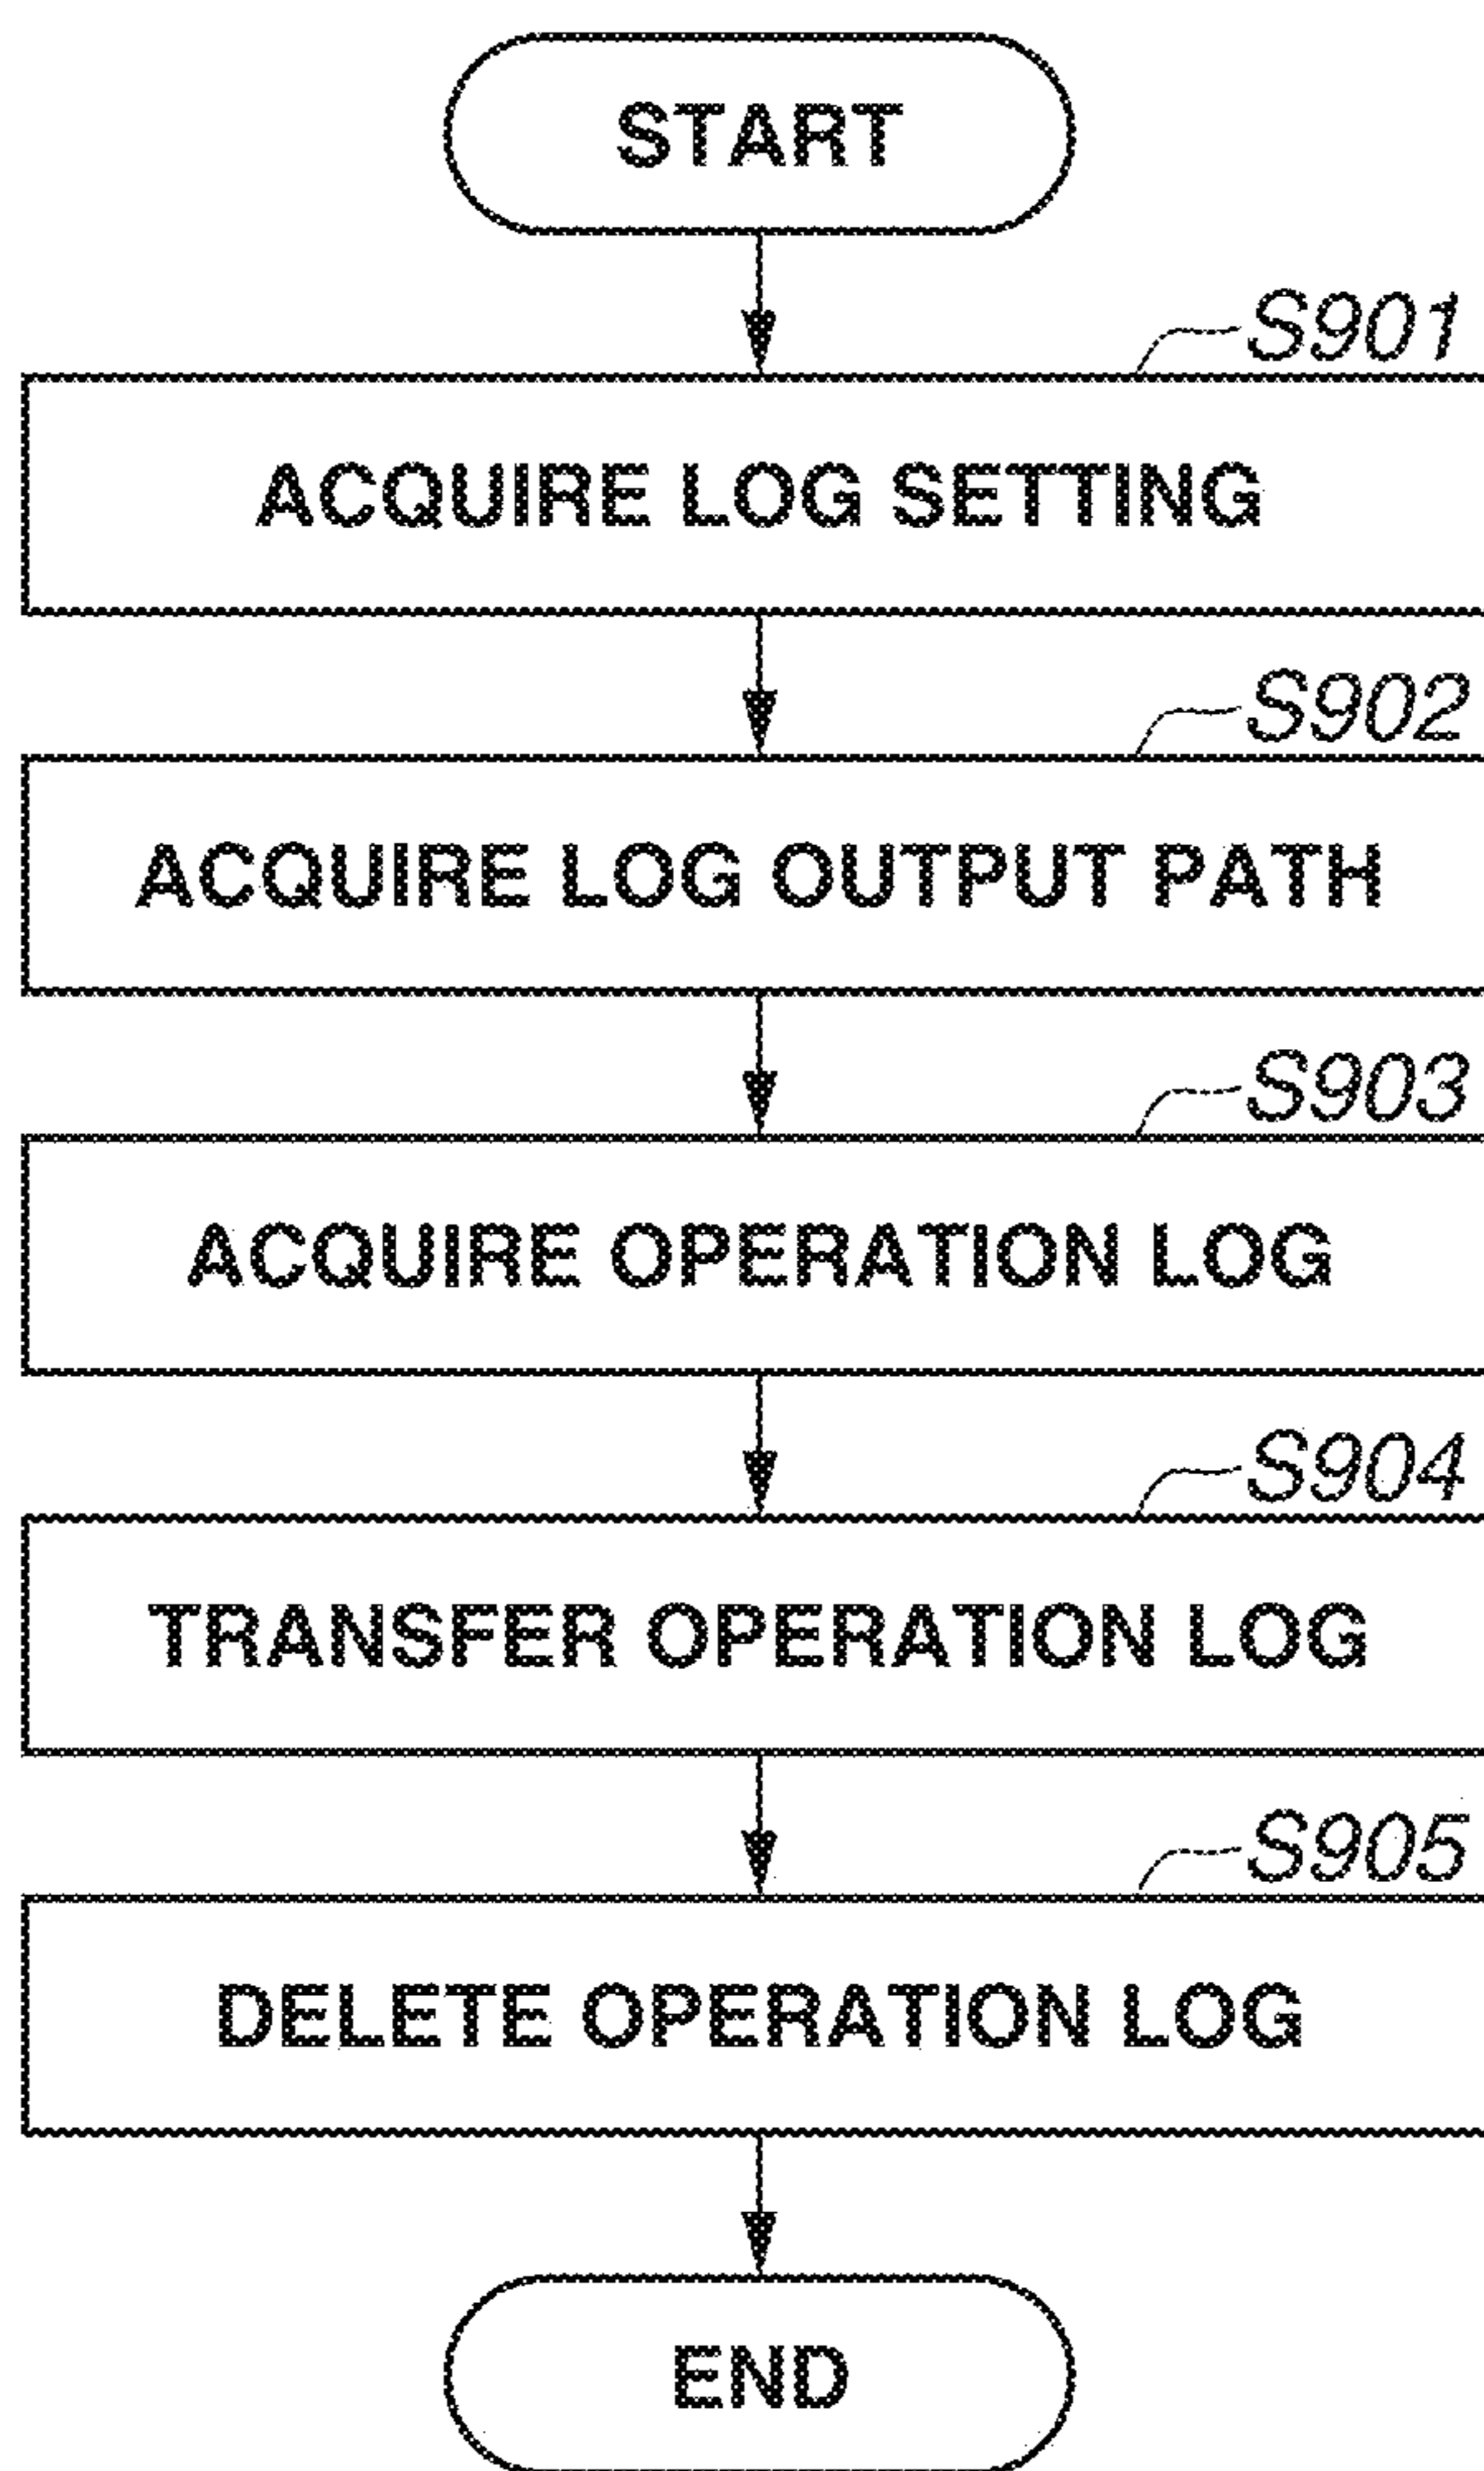 START
S901
ACQUIRE LOG SETTING
S902
ACQUIRE LOG OUTPUT PATH
S903
ACQUIRE OPERATION LOG
S904
TRANSFER OPERATION LOG
S905
DELETE OPERATION LOG
END